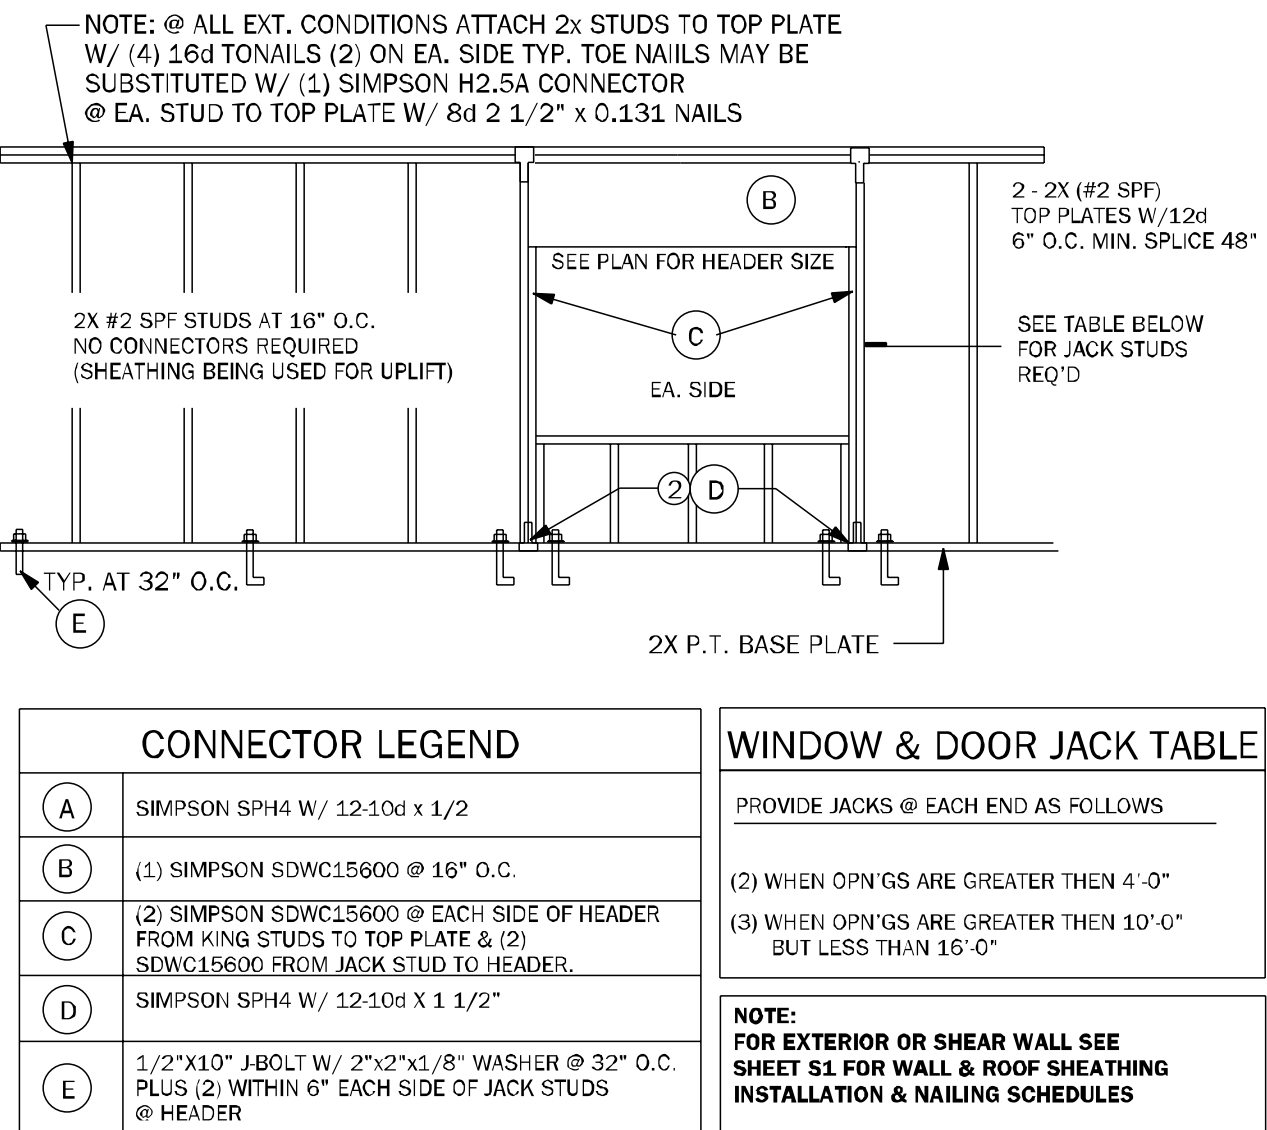 NOTE: @ ALL EXT. CONDITIONS ATTACH 2x STUDS TO TOP PLATE
W/ (4) 16d TONAILS (2) ON EA. SIDE TYP. TOE NAIILS MAY BE
SUBSTITUTED W/ (1) SIMPSON H2.5A CONNECTOR
@ EA. STUD TO TOP PLATE W/ 8d 2 1/2" x 0.131 NAILS
B
2 - 2X (#2 SPF)
TOP PLATES W/12d
6" O.C. MIN. SPLICE 48"
SEE PLAN FOR HEADER SIZE
2X #2 SPF STUDS AT 16" O.C.
NO CONNECTORS REQUIRED
(SHEATHING BEING USED FOR UPLIFT)
C
EA. SIDE
SEE TABLE BELOW
FOR JACK STUDS
REQ'D
2 D
TYP. AT 32" O.C.
E
2X P.T. BASE PLATE
CONNECTOR LEGEND
A
SIMPSON SPH4 W/ 12-10d x 1/2
B
(1) SIMPSON SDWC15600 @ 16" O.C.
C
(2) SIMPSON SDWC15600 @ EACH SIDE OF HEADER
FROM KING STUDS TO TOP PLATE & (2)
SDWC15600 FROM JACK STUD TO HEADER.
D
SIMPSON SPH4 W/ 12-10d X 1 1/2"
E
1/2"X10" J-BOLT W/ 2"x2"x1/8" WASHER @ 32" O.C.
PLUS (2) WITHIN 6" EACH SIDE OF JACK STUDS
@ HEADER
WINDOW & DOOR JACK TABLE
PROVIDE JACKS @ EACH END AS FOLLOWS
(2) WHEN OPN'GS ARE GREATER THEN 4'-0"
(3) WHEN OPN'GS ARE GREATER THEN 10'-0"
BUT LESS THAN 16'-0"
NOTE:
FOR EXTERIOR OR SHEAR WALL SEE
SHEET S1 FOR WALL & ROOF SHEATHING
INSTALLATION & NAILING SCHEDULES